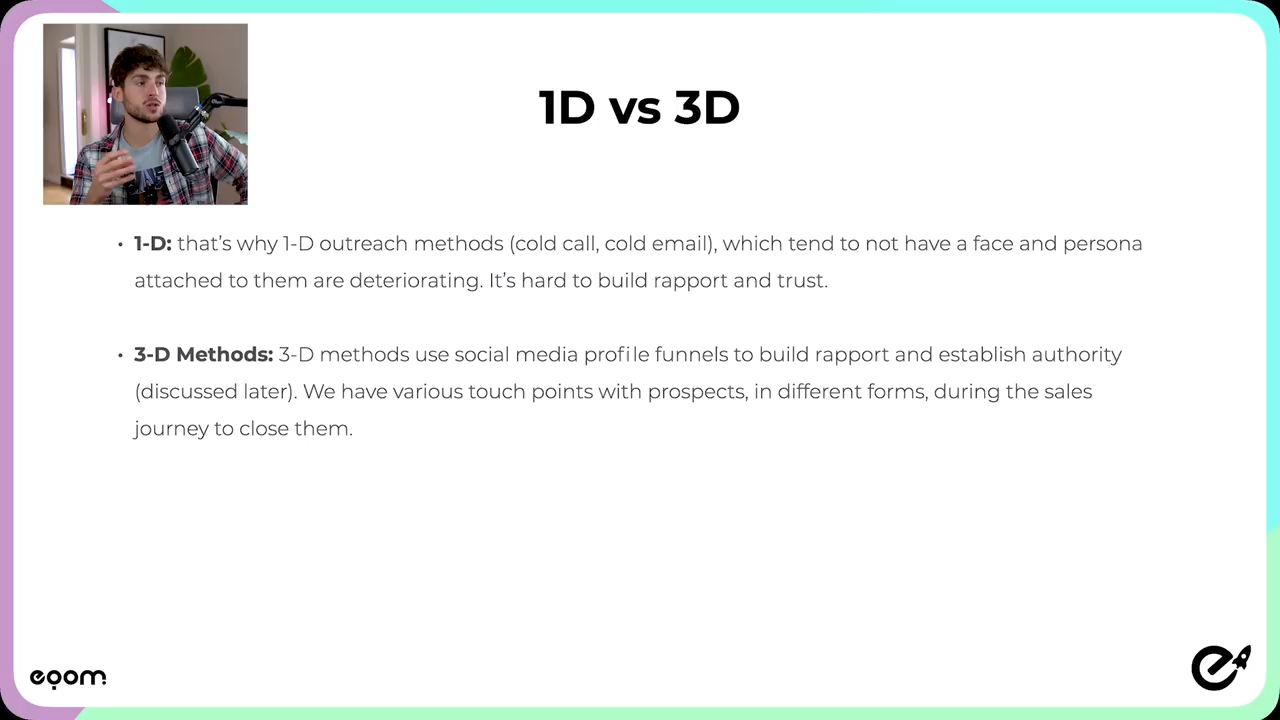 1D vs 3D
• 1-D: that’s why 1-D outreach methods (cold call, cold email), which tend to not have a face and persona
attached to them are deteriorating. It’s hard to build rapport and trust.
• 3-D Methods: 3-D methods use social media profile funnels to build rapport and establish authority
(discussed later). We have various touch points with prospects, in different forms, during the sales
journey to close them.
eqom
e